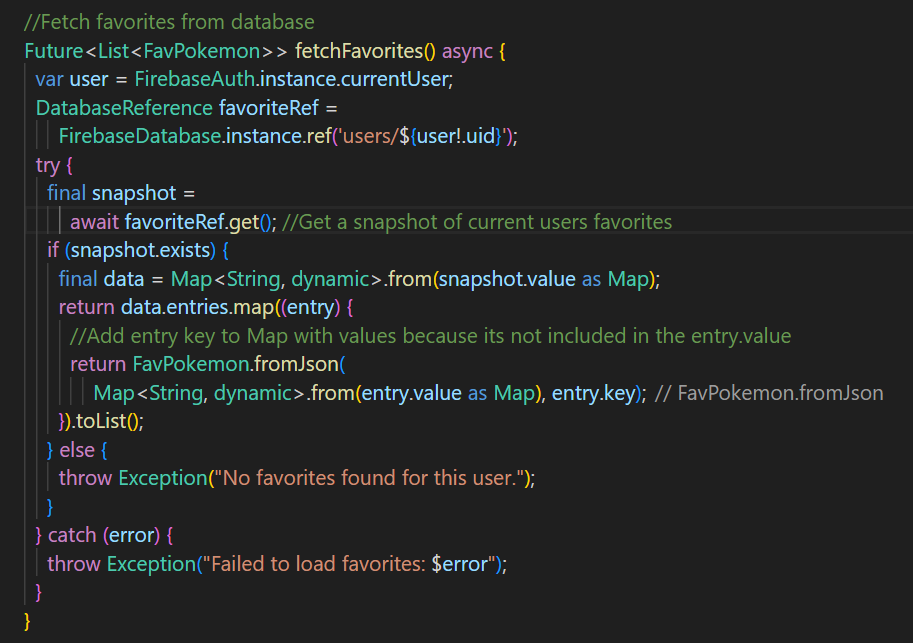 //Fetch favorites from database
Future<List<FavPokemon>> fetchFavorites() async {
var user = FirebaseAuth.instance.currentUser;
DatabaseReference favoriteRef =
FirebaseDatabase.instance.ref('users/${user!.uid}');
try {
final snapshot =
await favoriteRef.get(); //Get a snapshot of current users favorites
if (snapshot.exists) {
final data = Map<String, dynamic>.from(snapshot.value as Map);
return data.entries.map((entry) {
//Add entry key to Map with values because its not included in the entry.value
return FavPokemon.fromJson(
Map<String, dynamic>.from(entry.value as Map), entry.key); // FavPokemon.fromJson
}).toList();
} else {
throw Exception("No favorites found for this user.");
}
} catch (error) {
throw Exception("Failed to load favorites: $error");
}
}